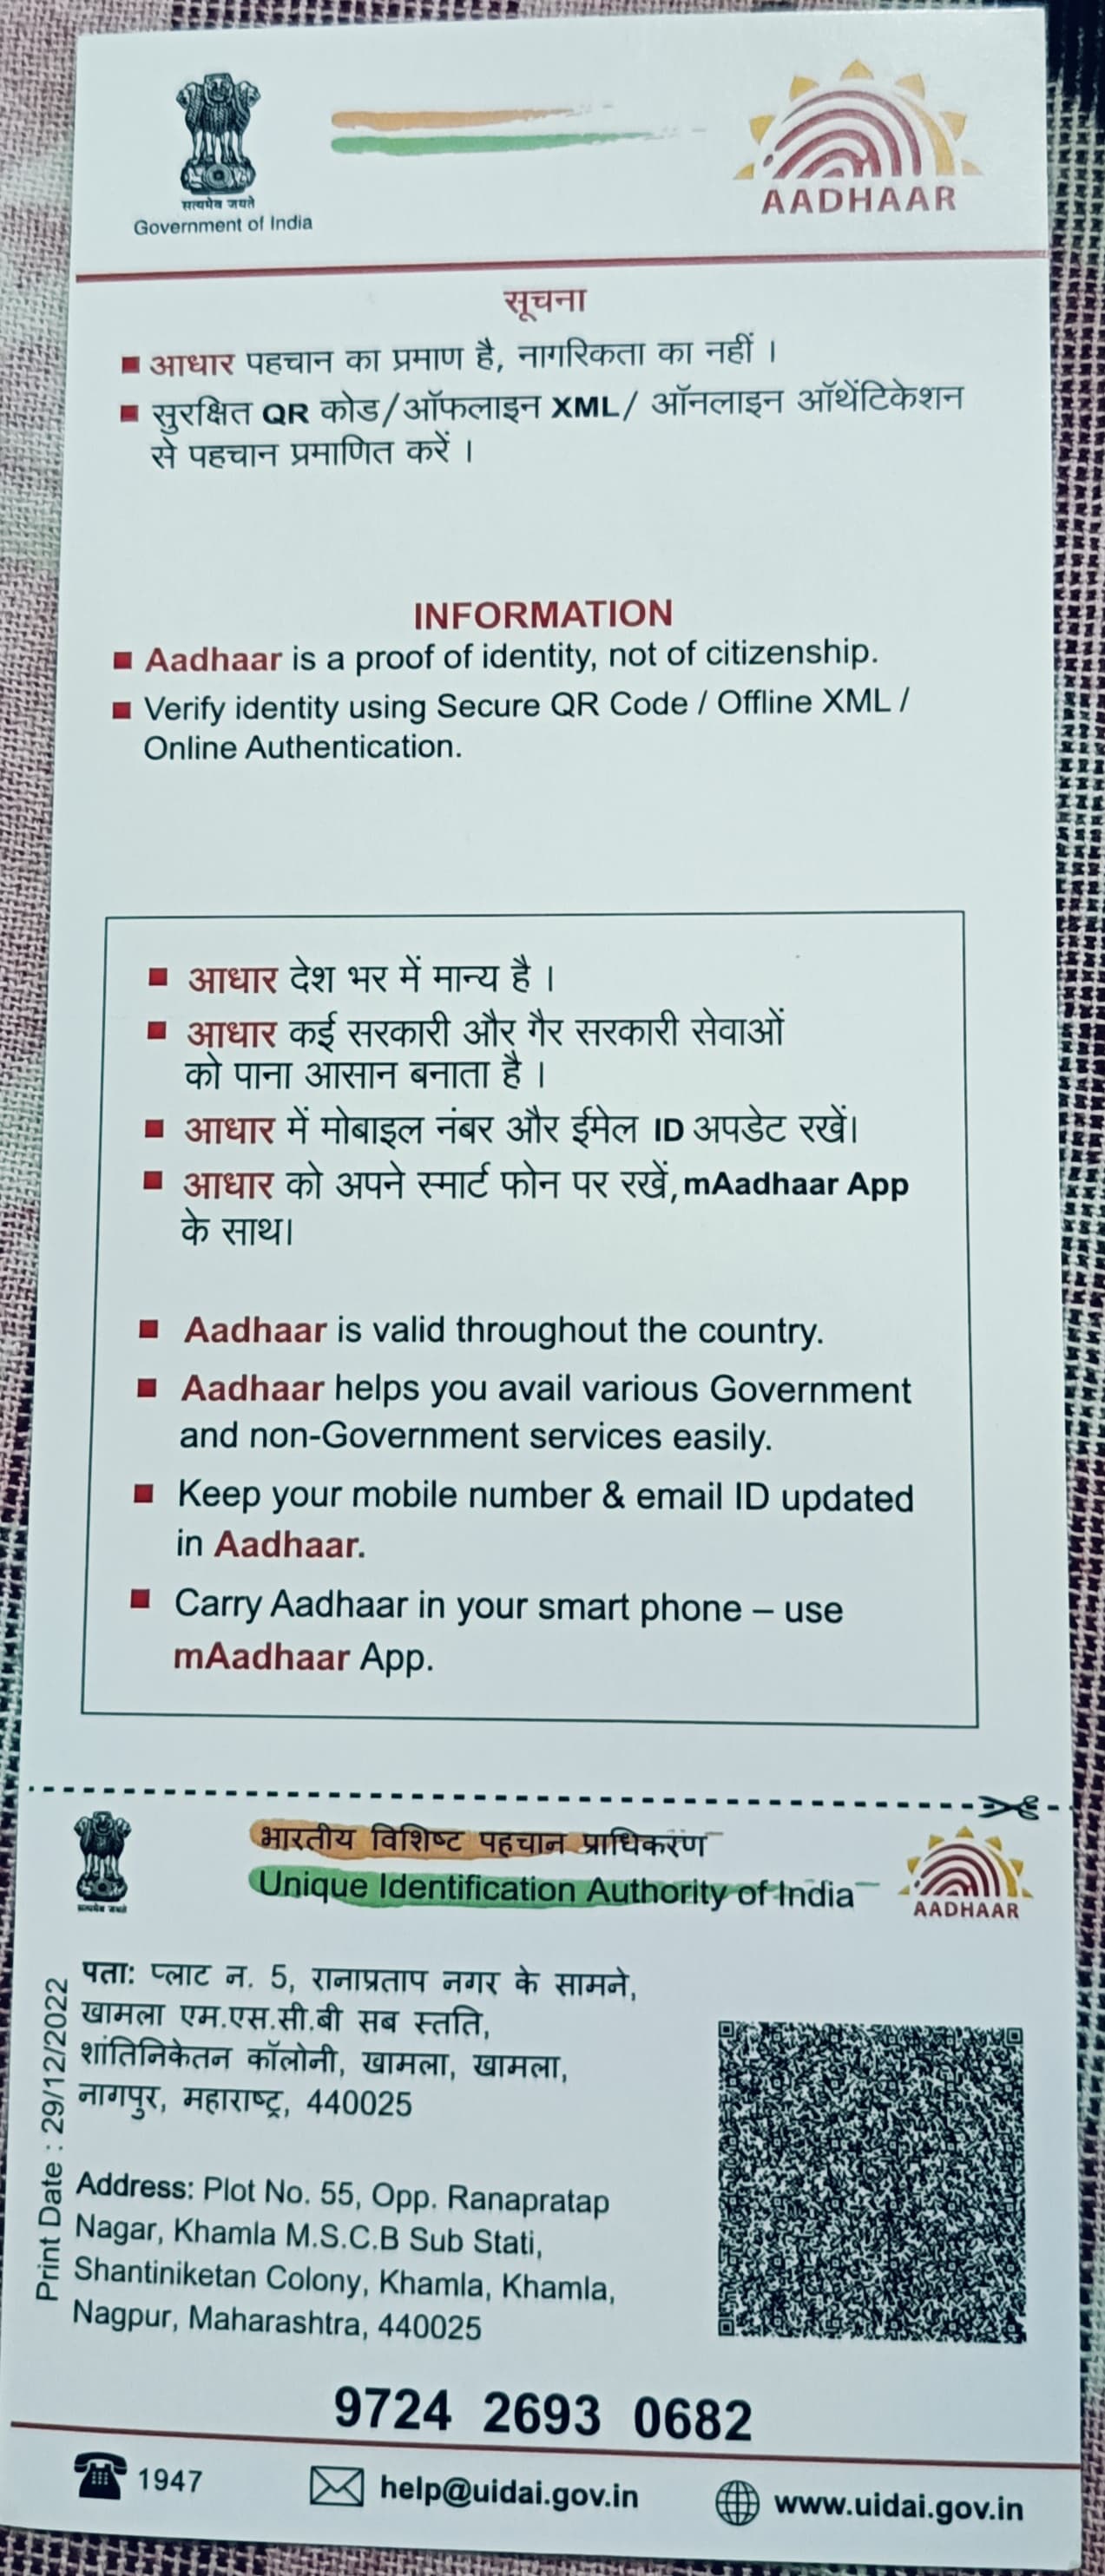 सत्यमेव जयते
Government of India
AADHAAR
सूचना
आधार पहचान का प्रमाण है, नागरिकता का नहीं ।
सुरक्षित QR कोड/ऑफलाइन XML/ ऑनलाइन ऑथेंटिकेशन
से पहचान प्रमाणित करें ।
INFORMATION
Aadhaar is a proof of identity, not of citizenship.
Verify identity using Secure QR Code / Offline XML /
Online Authentication.
आधार देश भर में मान्य है ।
आधार कई सरकारी और गैर सरकारी सेवाओं
को पाना आसान बनाता है ।
आधार में मोबाइल नंबर और ईमेल ID अपडेट रखें।
आधार को अपने स्मार्ट फोन पर रखें, mAadhaar App
के साथ।
Aadhaar is valid throughout the country.
Aadhaar helps you avail various Government
and non-Government services easily.
Keep your mobile number & email ID updated
in Aadhaar.
Carry Aadhaar in your smart phone – use
mAadhaar App.
सत्यमेव जयते
भारतीय विशिष्ट पहचान प्राधिकरण
Unique Identification Authority of India
AADHAAR
Print Date : 29/12/2022
पता: प्लाट न. 5, रानाप्रताप नगर के सामने,
खामला एम.एस.सी.बी सब स्तति,
शांतिनिकेतन कॉलोनी, खामला, खामला,
नागपुर, महाराष्ट्र, 440025
Address: Plot No. 55, Opp. Ranapratap
Nagar, Khamla M.S.C.B Sub Stati,
Shantiniketan Colony, Khamla, Khamla,
Nagpur, Maharashtra, 440025
9724 2693 0682
1947
help@uidai.gov.in
www.uidai.gov.in